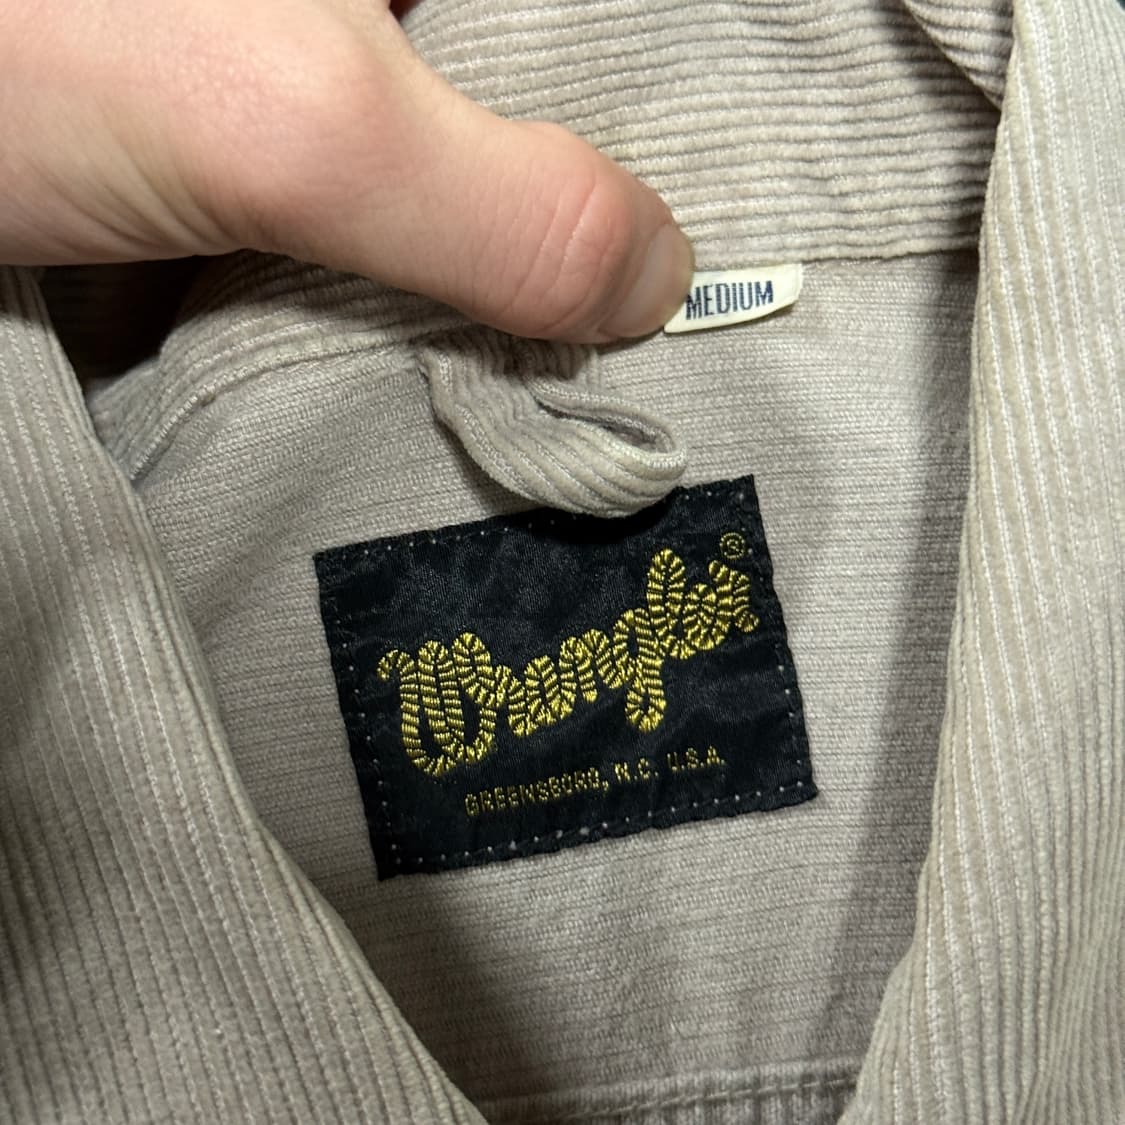 MEDIUM
Wrangler®
GREENSBORO, N.C. U.S.A.